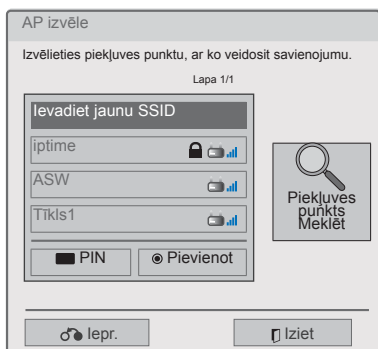 AP izvēle
Izvēlieties piekļuves punktu, ar ko veidosit savienojumu.
Lapa 1/1
Ievadiet jaunu SSID
iptime
ASW
Tīkls1
PIN
Pievienot
Piekļuves
punkts
Meklēt
Iepr.
Iziet